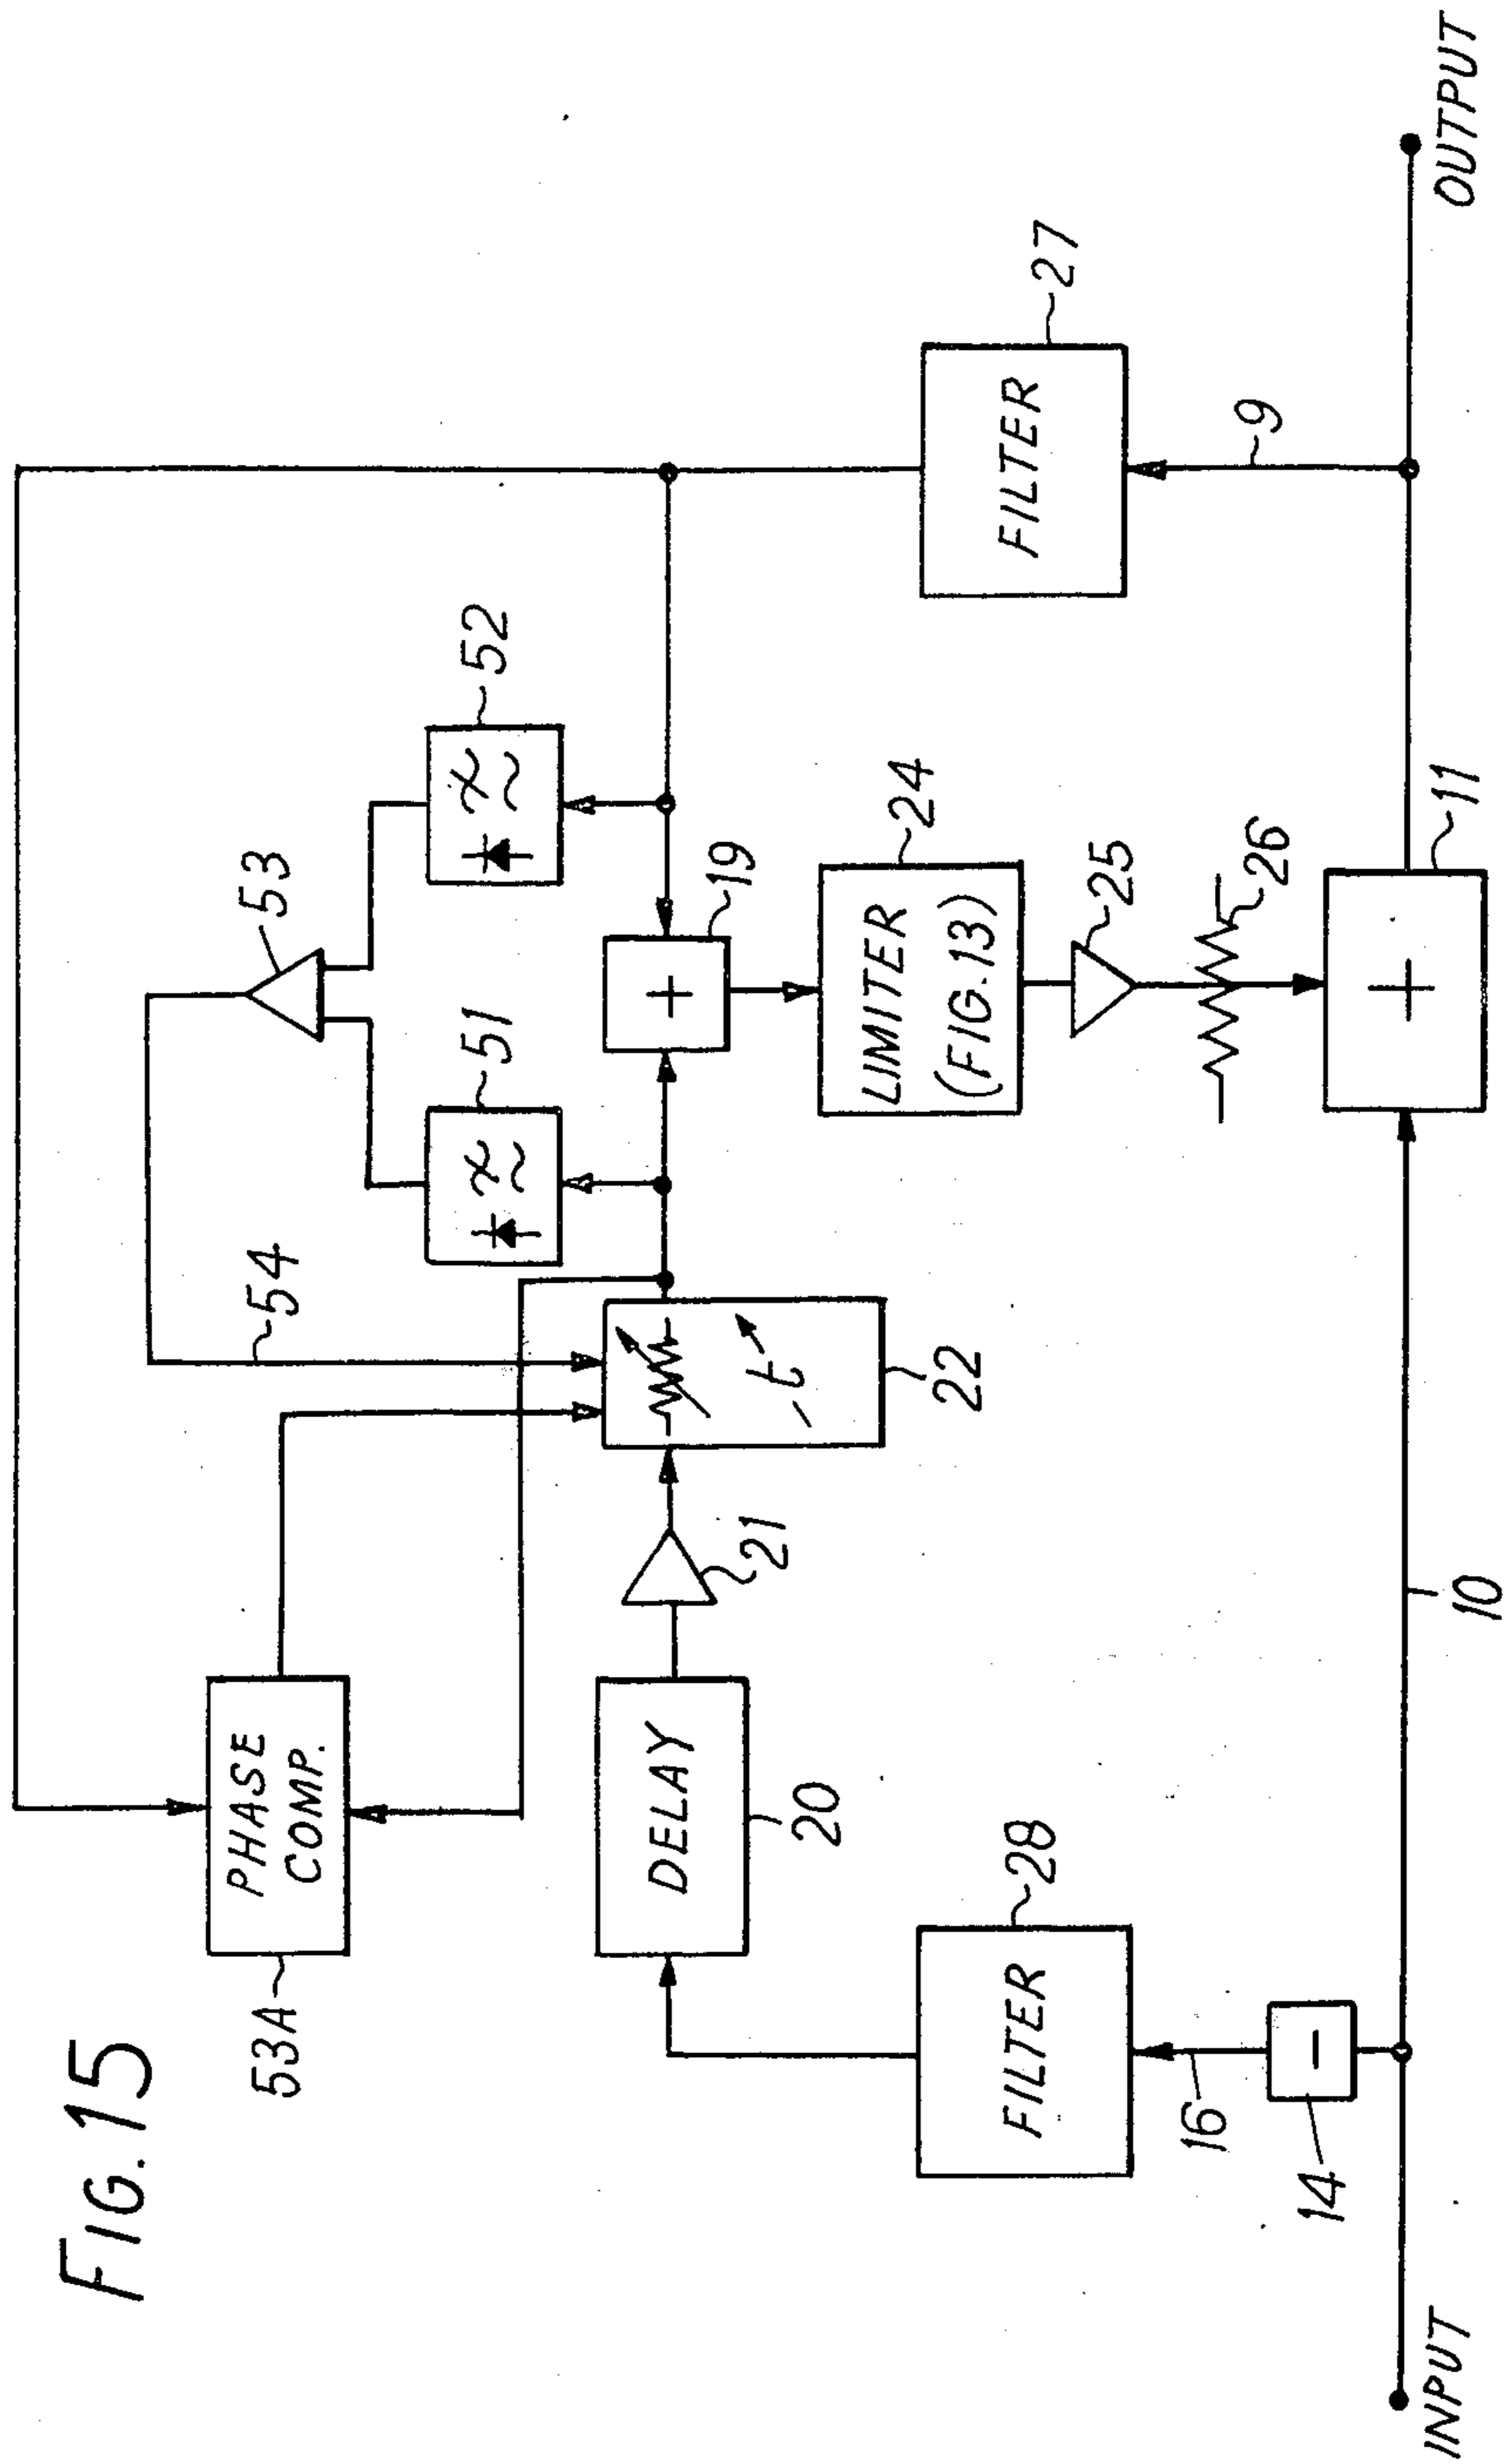 FIG. 15
53A
PHASE
COMP.
54
53
51
52
DELAY
20
21
t
22
+
19
FILTER
28
LIMITER
(FIG. 13)
24
25
26
FILTER
27
16
14
-
9
+
11
10
INPUT
OUTPUT